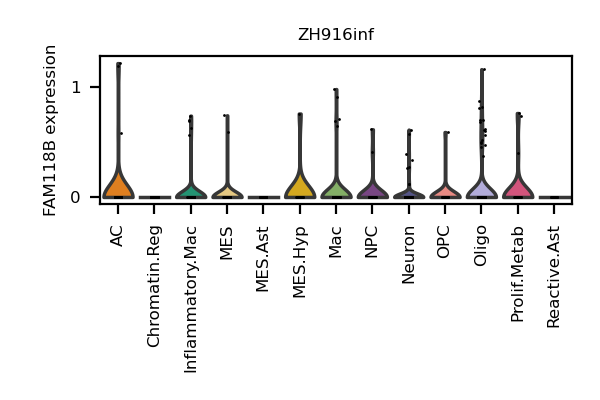 ZH916inf
FAM118B expression
1
0
AC
Chromatin.Reg
Inflammatory.Mac
MES
MES.Ast
MES.Hyp
Mac
NPC
Neuron
OPC
Oligo
Prolif.Metab
Reactive.Ast